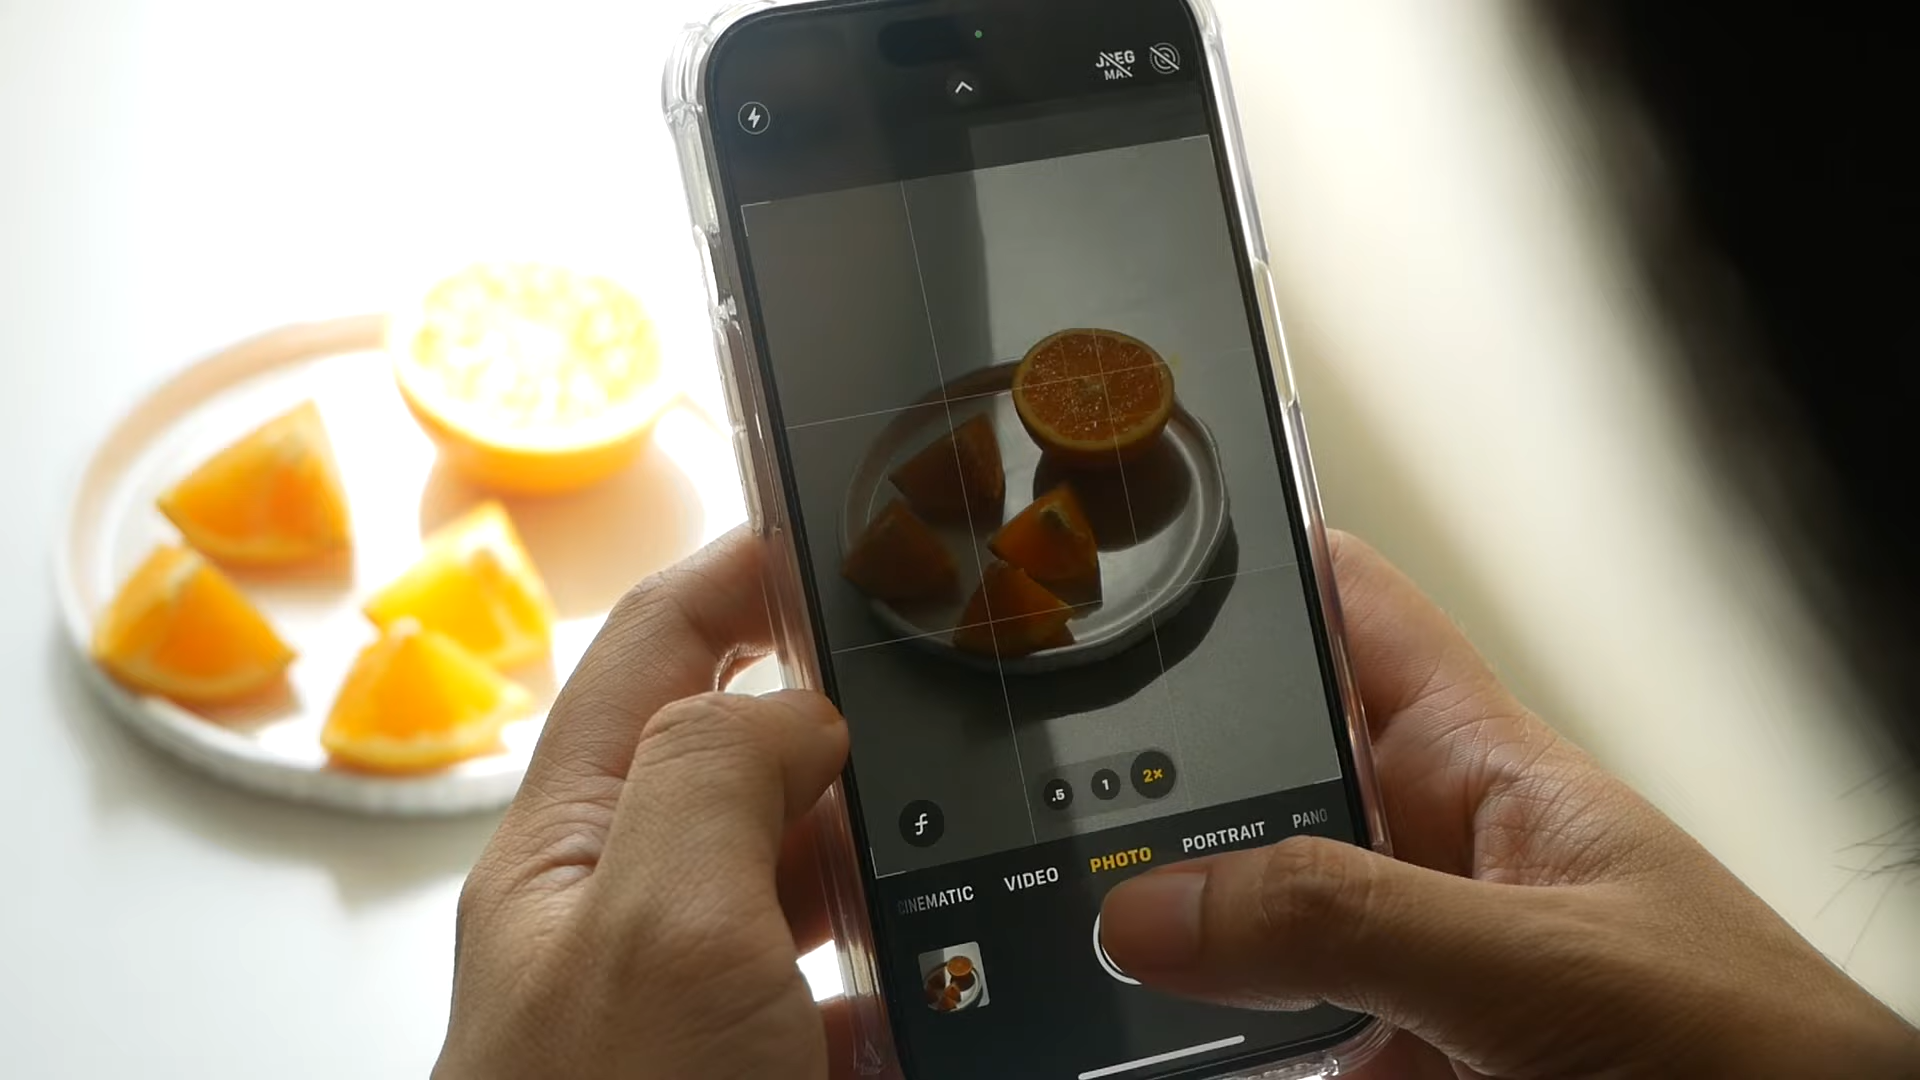 JPEG
MAX
.5
1
2×
f
CINEMATIC
VIDEO
PHOTO
PORTRAIT
PANO